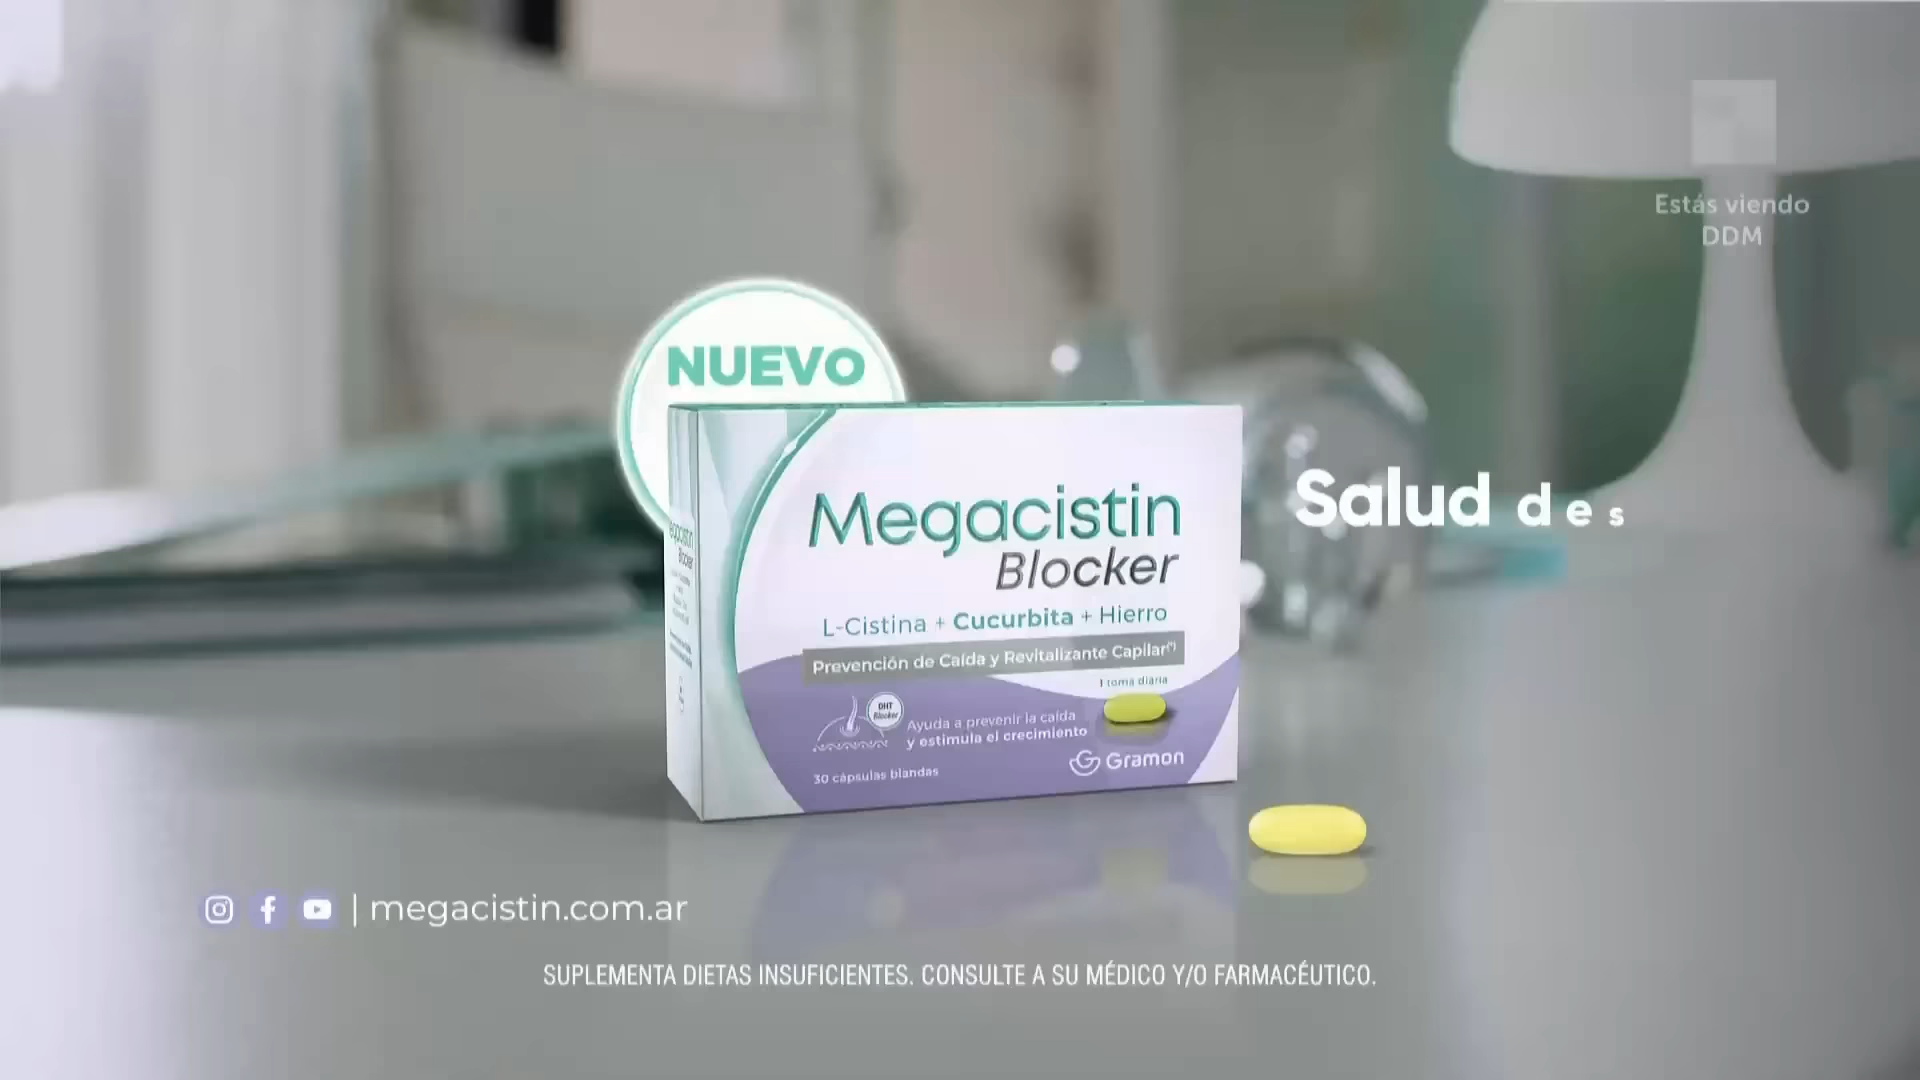 Estás viendo
DDM
NUEVO
Megacistin
Blocker
L-Cistina + Cucurbita + Hierro
Prevención de Caída y Revitalizante Capilar(*)
1 toma diaria
DHT
Blocker
Ayuda a prevenir la caída
y estimula el crecimiento
30 cápsulas blandas
Gramon
Salud des
| megacistin.com.ar
SUPLEMENTA DIETAS INSUFICIENTES. CONSULTE A SU MÉDICO Y/O FARMACÉUTICO.